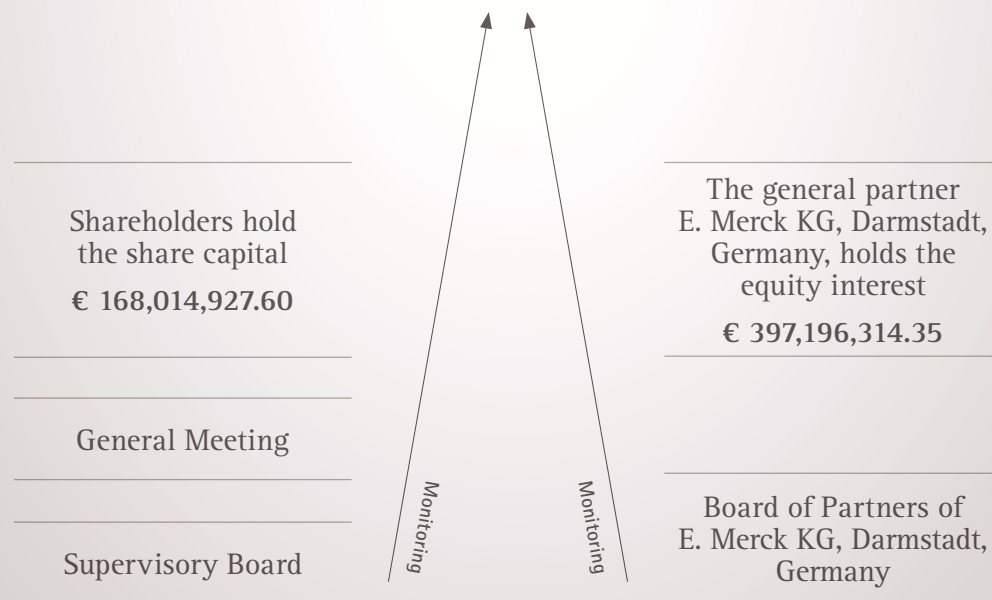 Shareholders hold
the share capital
€ 168,014,927.60
General Meeting
Supervisory Board
Monitoring
Monitoring
The general partner
E. Merck KG, Darmstadt,
Germany, holds the
equity interest
€ 397,196,314.35
Board of Partners of
E. Merck KG, Darmstadt,
Germany